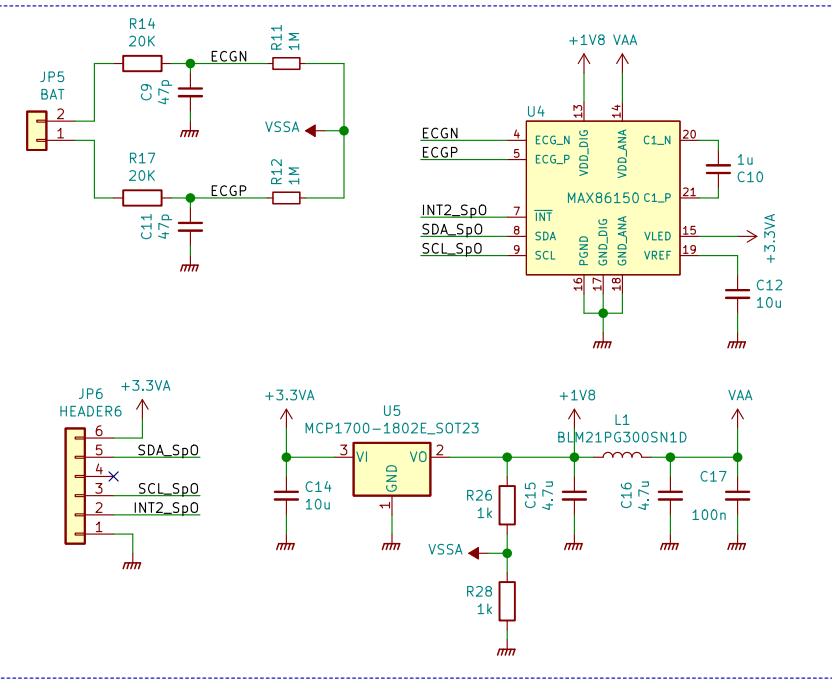 R14
20K
ECGN
R11
1M
JP5
BAT
2
1
C9
47p
VSSA
R17
20K
ECGP
R12
1M
C11
47p
+1V8
VAA
U4
13
14
ECGN
4
ECG_N
VDD_DIG
VDD_ANA
C1_N
20
ECGP
5
ECG_P
1u
C10
MAX86150
C1_P
21
INT2_SpO
7
INT
SDA_SpO
8
SDA
VLED
15
+3.3VA
SCL_SpO
9
SCL
VREF
19
PGND
GND_DIG
GND_ANA
16
17
18
C12
10u
JP6
HEADER6
+3.3VA
6
5
SDA_SpO
4
3
SCL_SpO
2
INT2_SpO
1
+3.3VA
U5
MCP1700-1802E_SOT23
3
VI
VO
2
GND
1
C14
10u
+1V8
L1
BLM21PG300SN1D
VAA
R26
1k
C15
4.7u
C16
4.7u
C17
100n
VSSA
R28
1k